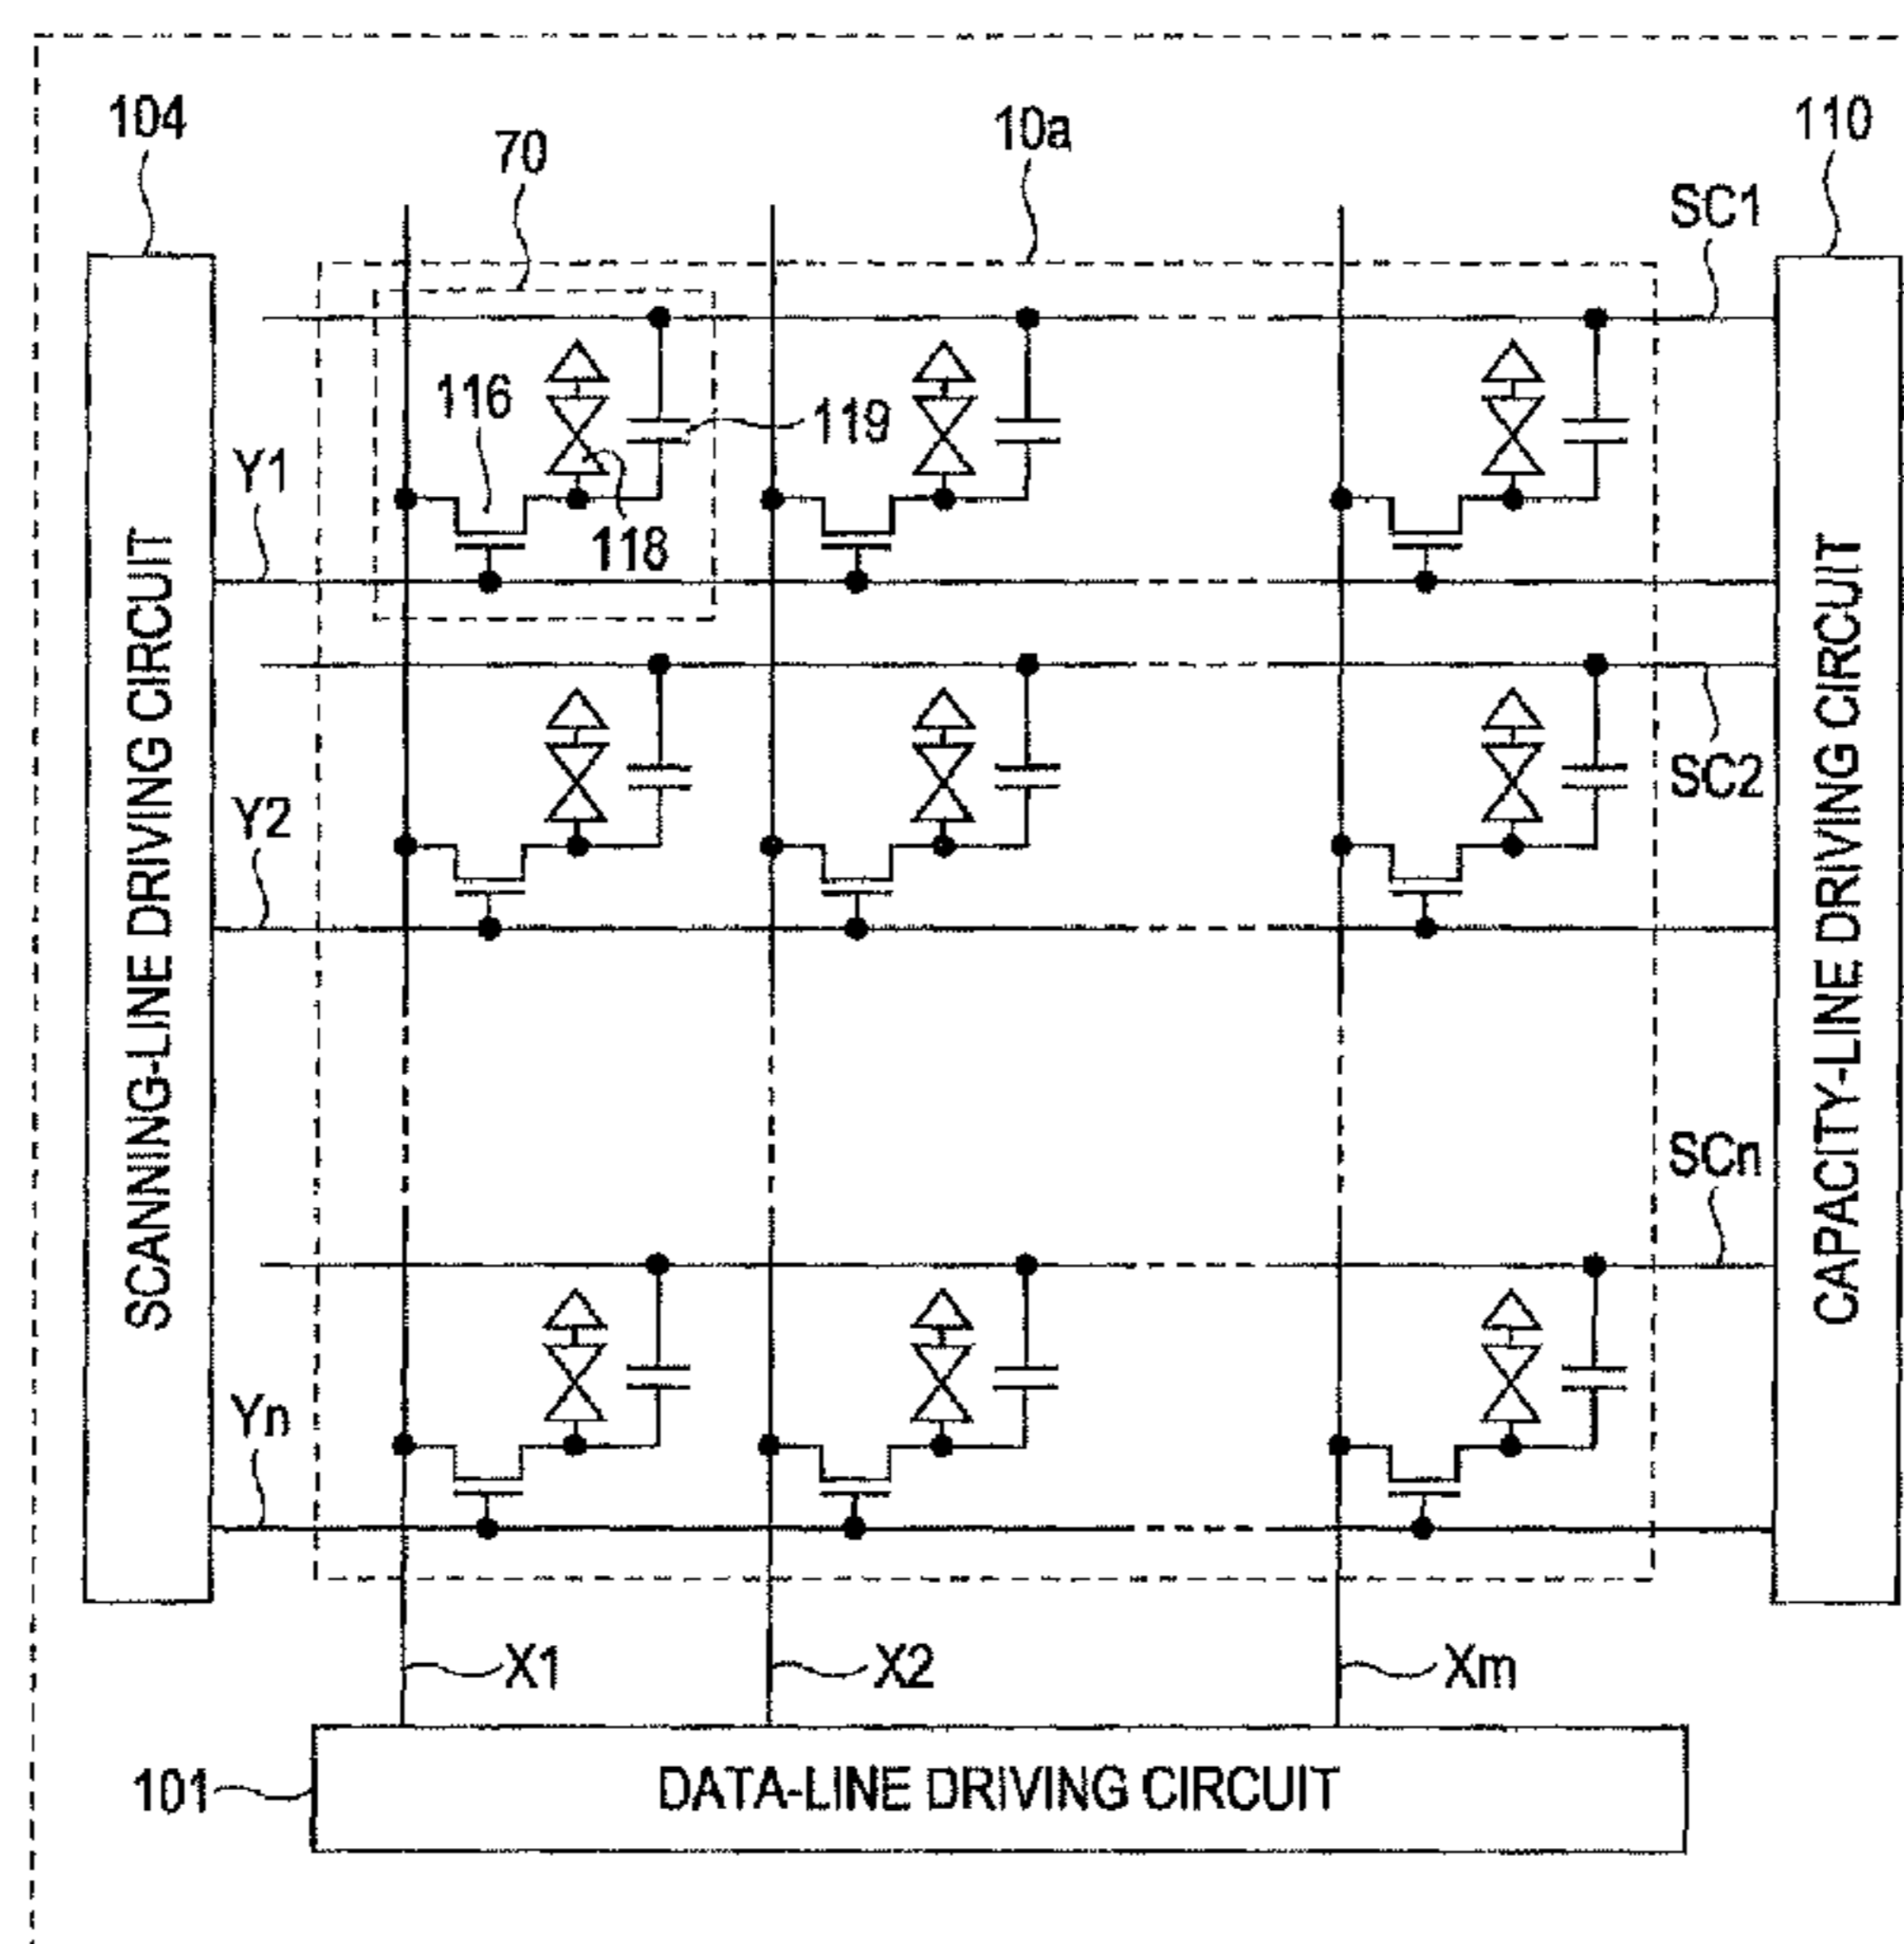 104
70
10a
110
SC1
116
119
Y1
118
SC2
Y2
SCANNING-LINE DRIVING CIRCUIT
CAPACITY-LINE DRIVING CIRCUIT
SCn
Yn
X1
X2
Xm
101
DATA-LINE DRIVING CIRCUIT